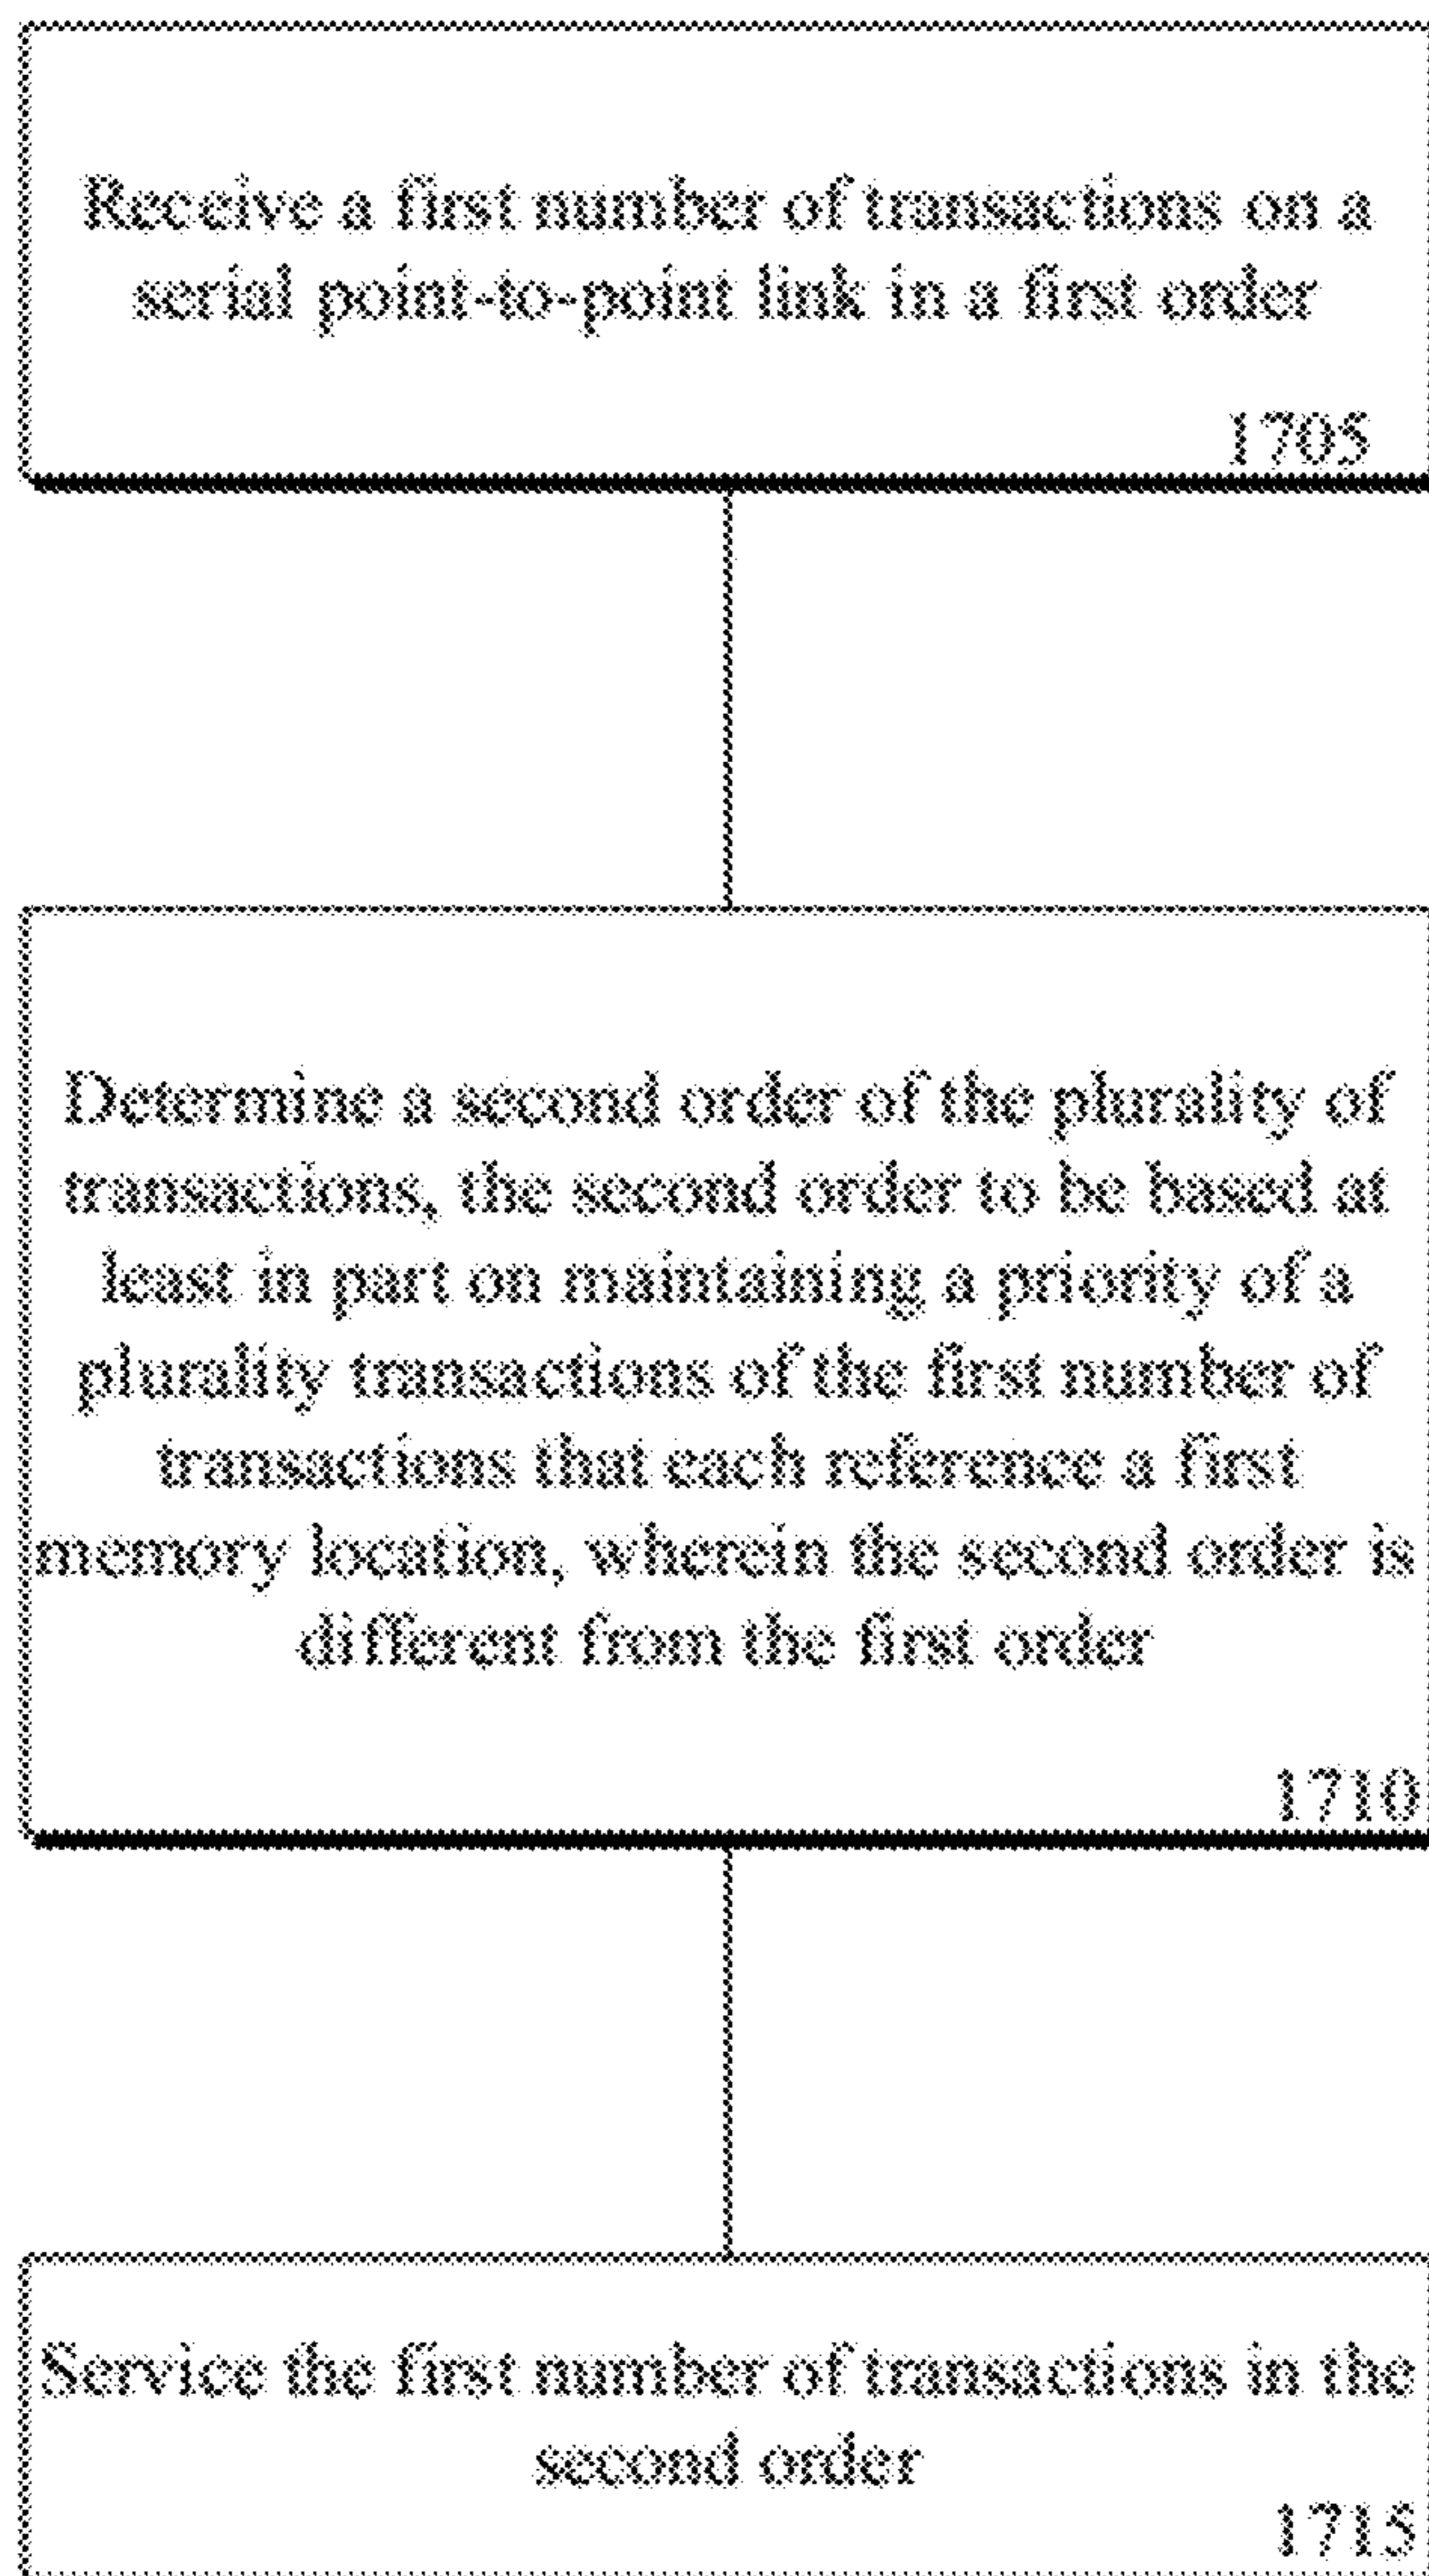 Receive a first number of transactions on a
serial point-to-point link in a first order
1705
Determine a second order of the plurality of
transactions, the second order to be based at
least in part on maintaining a priority of a
plurality transactions of the first number of
transactions that each reference a first
memory location, wherein the second order is
different from the first order
1710
Service the first number of transactions in the
second order
1715